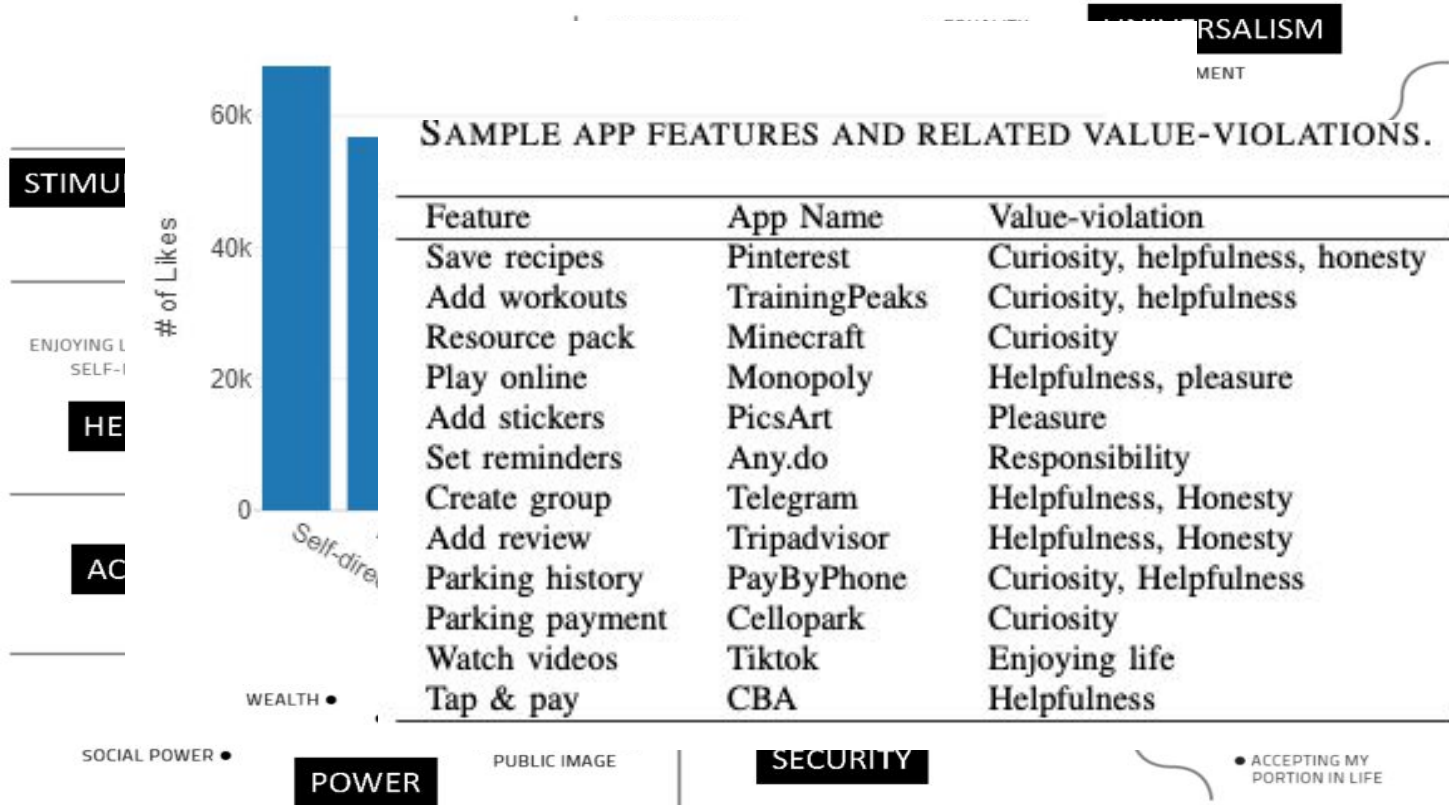 RSALISM
MENT
60k
SAMPLE APP FEATURES AND RELATED VALUE-VIOLATIONS.
STIMU
Feature App Name Value-violation
# of Likes
40k
Save recipes Pinterest Curiosity, helpfulness, honesty
Add workouts TrainingPeaks Curiosity, helpfulness
Resource pack Minecraft Curiosity
ENJOYING L
SELF-
20k
Play online Monopoly Helpfulness, pleasure
HE
Add stickers PicsArt Pleasure
Set reminders Any.do Responsibility
0
Create group Telegram Helpfulness, Honesty
Self-dire
Add review Tripadvisor Helpfulness, Honesty
AC
Parking history PayByPhone Curiosity, Helpfulness
Parking payment Cellopark Curiosity
Watch videos Tiktok Enjoying life
WEALTH
Tap & pay CBA Helpfulness
SOCIAL POWER
POWER
PUBLIC IMAGE
SECURITY
ACCEPTING MY
PORTION IN LIFE